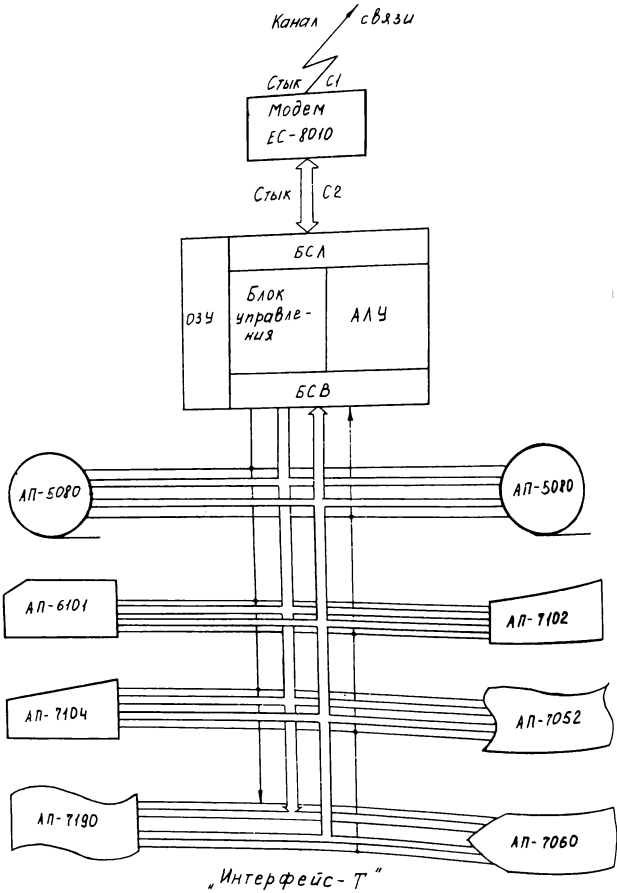 Канал связи
Стык С1
Модем
ЕС-8010
Стык С2
БСЛ
ОЗУ
Блок
управле-
ния
АЛУ
БСВ
АП-5080
АП-5080
АП-6101
АП-7102
АП-7104
АП-7052
АП-7190
АП-7060
„Интерфейс-Т"